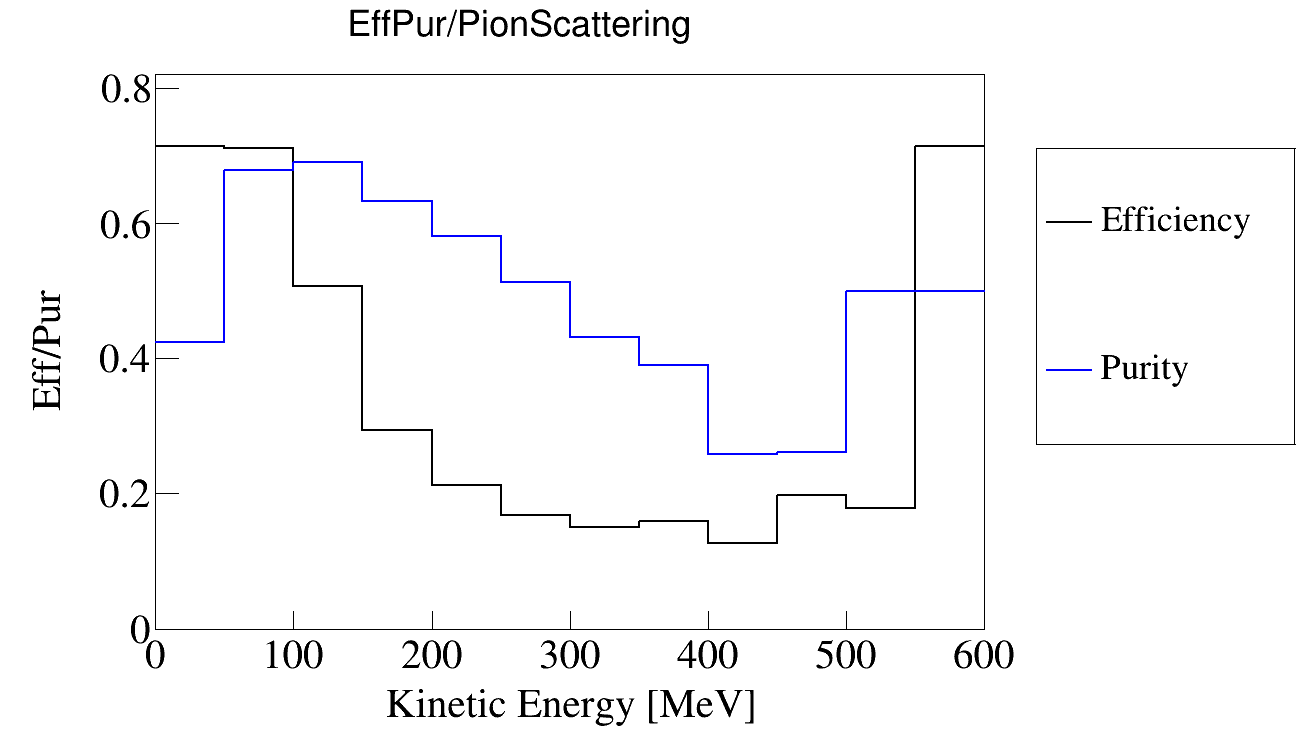 EffPur/PionScattering
0.8
0.6
0.4
0.2
0
Eff/Pur
0 100 200 300 400 500 600
Kinetic Energy [MeV]
Efficiency
Purity